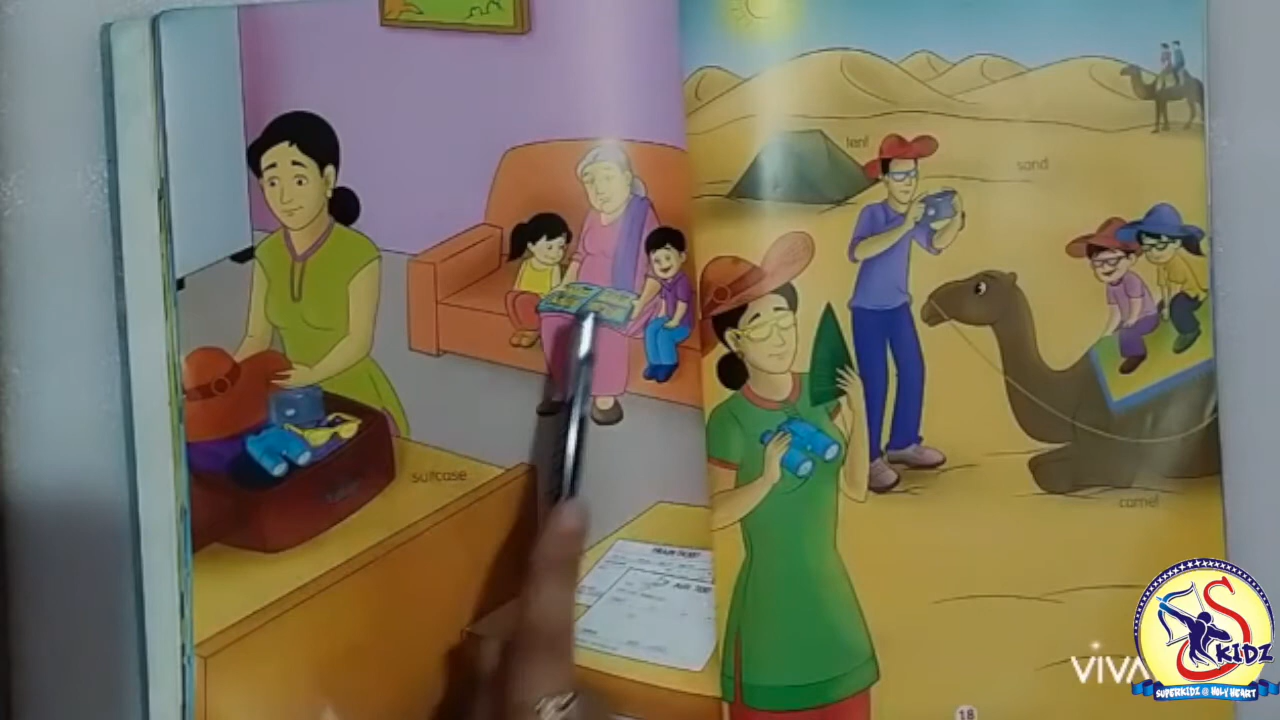 suitcase
TRAIN TICKET
tent
sand
camel
18
VIVA
S
KIDZ
SUPERKIDZ @ HOLY HEART